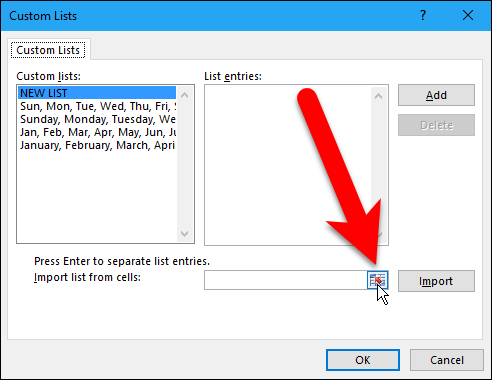 Custom Lists
?
Custom Lists
Custom lists:
NEW LIST
Sun, Mon, Tue, Wed, Thu, Fri, S
Sunday, Monday, Tuesday, We
Jan, Feb, Mar, Apr, May, Jun, Ju
January, February, March, April
List entries:
Add
Delete
Press Enter to separate list entries.
Import list from cells:
Import
OK
Cancel